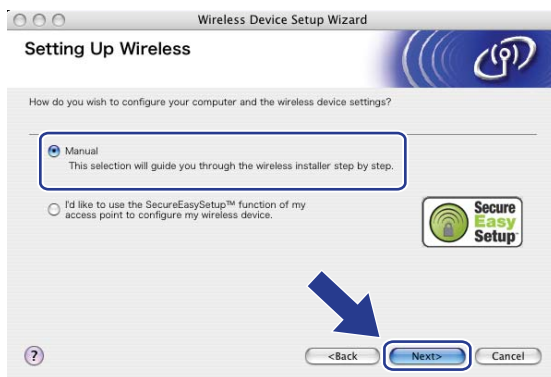 Wireless Device Setup Wizard
Setting Up Wireless
How do you wish to configure your computer and the wireless device settings?
Manual
This selection will guide you through the wireless installer step by step.
I'd like to use the SecureEasySetup™ function of my
access point to configure my wireless device.
Secure
Easy
Setup
?
<Back
Next>
Cancel